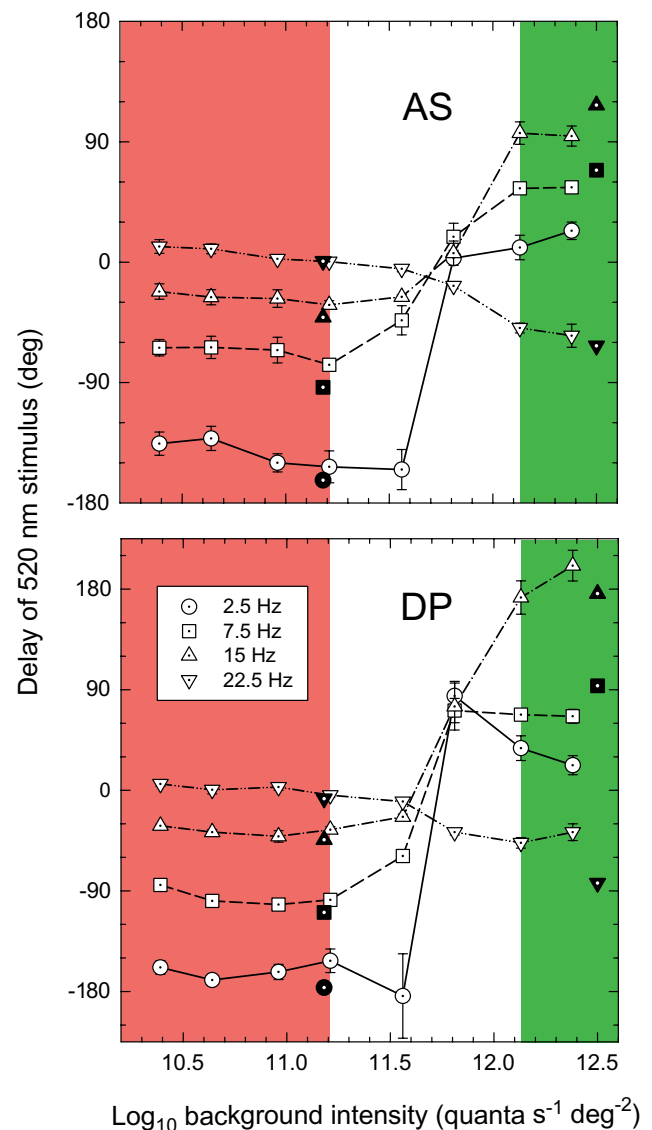 180
AS
90
0
-90
-180
Delay of 520 nm stimulus (deg)
180
DP
2.5 Hz
7.5 Hz
15 Hz
22.5 Hz
90
0
-90
-180
10.5 11.0 11.5 12.0 12.5
Log₁₀ background intensity (quanta s⁻¹ deg⁻²)